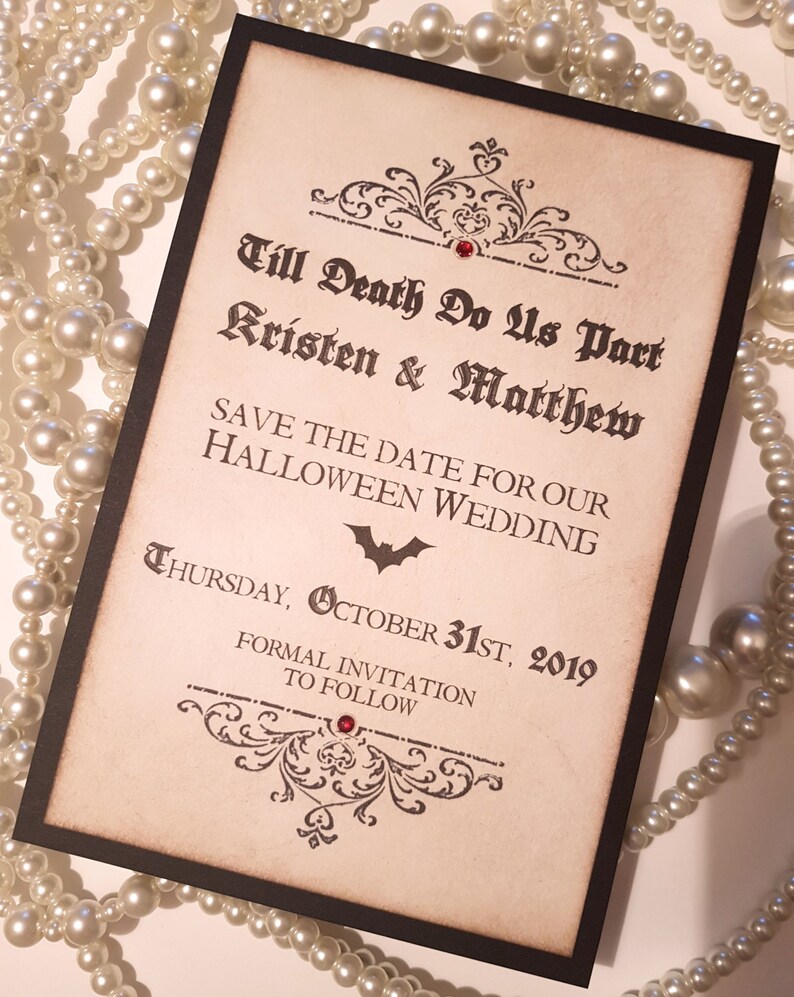 Till Death Do Us Part
Kristen & Matthew
SAVE THE DATE FOR OUR
HALLOWEEN WEDDING
THURSDAY, OCTOBER 31ST, 2019
FORMAL INVITATION
TO FOLLOW